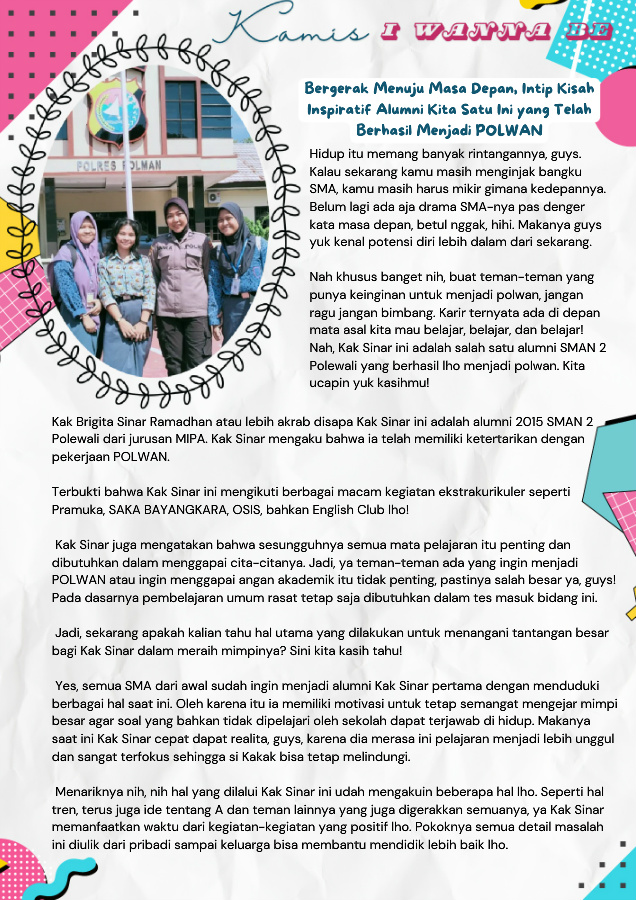 Kamis I WANNA BE
Bergerak Menuju Masa Depan, Intip Kisah
Inspiratif Alumni Kita Satu Ini yang Telah
Berhasil Menjadi POLWAN
POLRES POLMAN
Hidup itu memang banyak rintangannya, guys.
Kalau sekarang kamu masih menginjak bangku
SMA, kamu masih harus mikir gimana kedepannya.
Belum lagi ada aja drama SMA-nya pas denger
kata masa depan, betul nggak, hihi. Makanya guys
yuk kenal potensi diri lebih dalam dari sekarang.
Nah khusus banget nih, buat teman-teman yang
punya keinginan untuk menjadi polwan, jangan
ragu jangan bimbang. Karir ternyata ada di depan
mata asal kita mau belajar, belajar, dan belajar!
Nah, Kak Sinar ini adalah salah satu alumni SMAN 2
Polewali yang berhasil lho menjadi polwan. Kita
ucapin yuk kasihmu!
Kak Brigita Sinar Ramadhan atau lebih akrab disapa Kak Sinar ini adalah alumni 2015 SMAN 2
Polewali dari jurusan MIPA. Kak Sinar mengaku bahwa ia telah memiliki ketertarikan dengan
pekerjaan POLWAN.
Terbukti bahwa Kak Sinar ini mengikuti berbagai macam kegiatan ekstrakurikuler seperti
Pramuka, SAKA BAYANGKARA, OSIS, bahkan English Club lho!
Kak Sinar juga mengatakan bahwa sesungguhnya semua mata pelajaran itu penting dan
dibutuhkan dalam menggapai cita-citanya. Jadi, ya teman-teman ada yang ingin menjadi
POLWAN atau ingin menggapai angan akademik itu tidak penting, pastinya salah besar ya, guys!
Pada dasarnya pembelajaran umum rasat tetap saja dibutuhkan dalam tes masuk bidang ini.
Jadi, sekarang apakah kalian tahu hal utama yang dilakukan untuk menangani tantangan besar
bagi Kak Sinar dalam meraih mimpinya? Sini kita kasih tahu!
Yes, semua SMA dari awal sudah ingin menjadi alumni Kak Sinar pertama dengan menduduki
berbagai hal saat ini. Oleh karena itu ia memiliki motivasi untuk tetap semangat mengejar mimpi
besar agar soal yang bahkan tidak dipelajari oleh sekolah dapat terjawab di hidup. Makanya
saat ini Kak Sinar cepat dapat realita, guys, karena dia merasa ini pelajaran menjadi lebih unggul
dan sangat terfokus sehingga si Kakak bisa tetap melindungi.
Menariknya nih, nih hal yang dilalui Kak Sinar ini udah mengakuin beberapa hal lho. Seperti hal
tren, terus juga ide tentang A dan teman lainnya yang juga digerakkan semuanya, ya Kak Sinar
memanfaatkan waktu dari kegiatan-kegiatan yang positif lho. Pokoknya semua detail masalah
ini diulik dari pribadi sampai keluarga bisa membantu mendidik lebih baik lho.